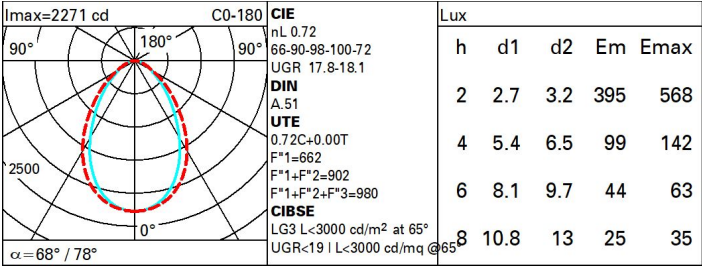 Imax=2271 cd C0-180
90° 180° 90°
2500
0°
α=68° / 78°
CIE
nL 0.72
66-90-98-100-72
UGR 17.8-18.1
DIN
A.51
UTE
0.72C+0.00T
F"1=662
F"1+F"2=902
F"1+F"2+F"3=980
CIBSE
LG3 L<3000 cd/m² at 65°
UGR<19 | L<3000 cd/mq @65°
Lux
h d1 d2 Em Emax
2 2.7 3.2 395 568
4 5.4 6.5 99 142
6 8.1 9.7 44 63
8 10.8 13 25 35